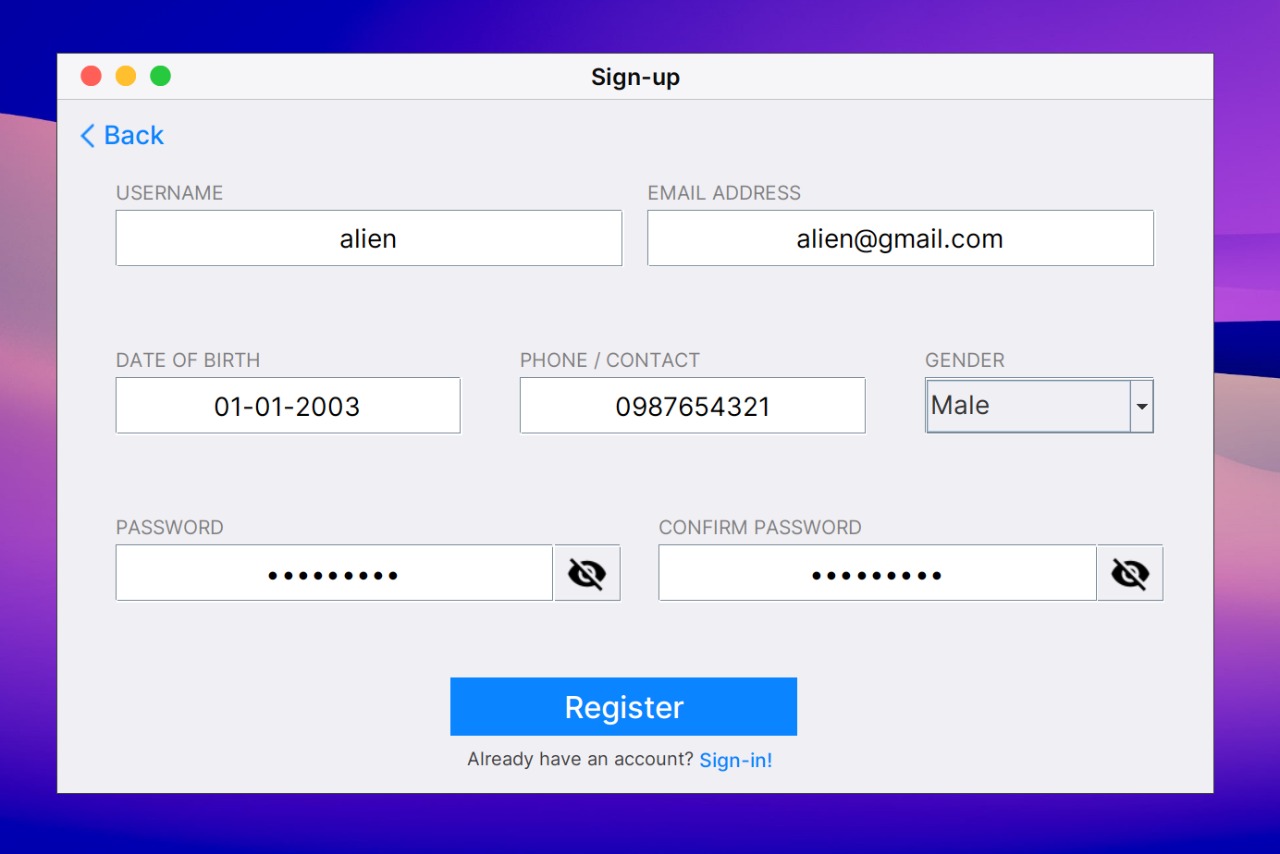 Sign-up
Back
USERNAME EMAIL ADDRESS
alien alien@gmail.com
DATE OF BIRTH PHONE / CONTACT GENDER
01-01-2003 0987654321 Male
PASSWORD CONFIRM PASSWORD
••••••••• •••••••••
Register
Already have an account? Sign-in!